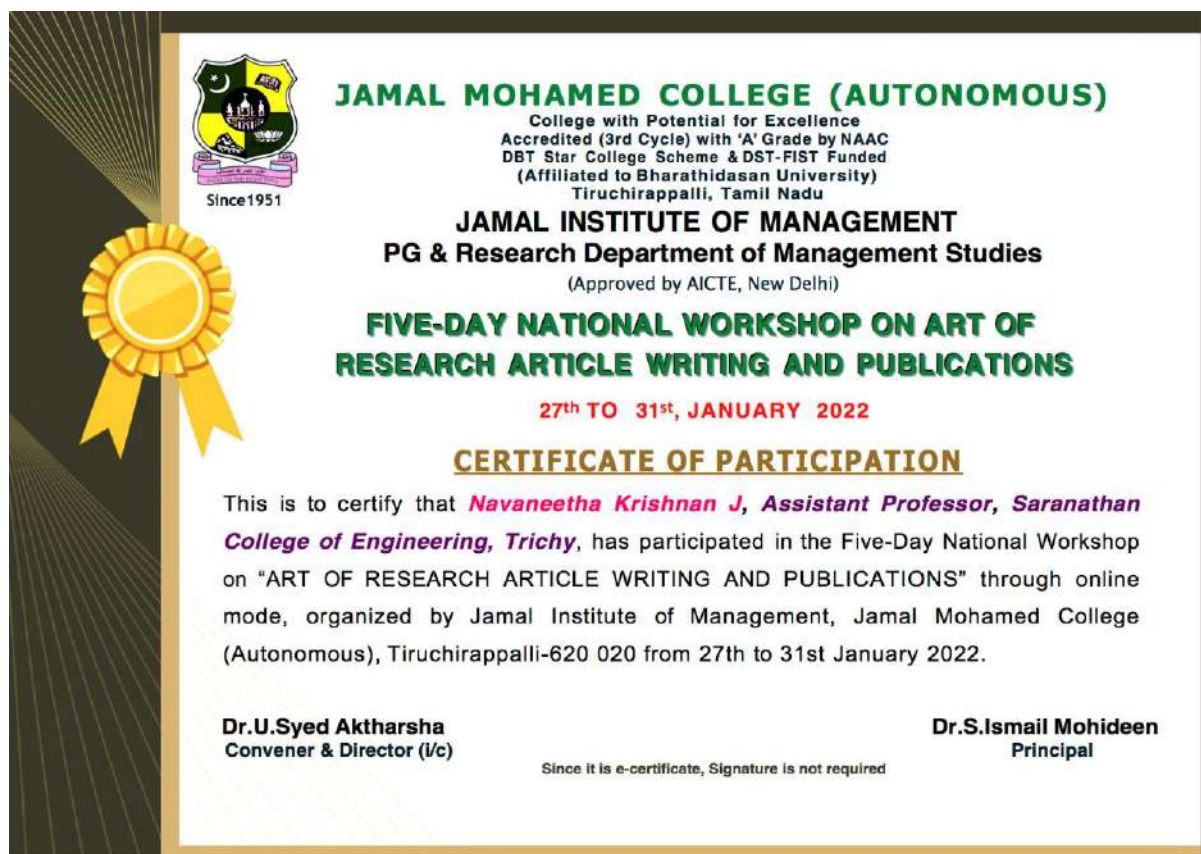 JAMAL MOHAMED COLLEGE (AUTONOMOUS)
College with Potential for Excellence
Accredited (3rd Cycle) with ‘A’ Grade by NAAC
DBT Star College Scheme & DST-FIST Funded
(Affiliated to Bharathidasan University)
Tiruchirappalli, Tamil Nadu
Since1951
JAMAL INSTITUTE OF MANAGEMENT
PG & Research Department of Management Studies
(Approved by AICTE, New Delhi)
FIVE-DAY NATIONAL WORKSHOP ON ART OF
RESEARCH ARTICLE WRITING AND PUBLICATIONS
27th TO 31st, JANUARY 2022
CERTIFICATE OF PARTICIPATION
This is to certify that Navaneetha Krishnan J, Assistant Professor, Saranathan
College of Engineering, Trichy, has participated in the Five-Day National Workshop
on “ART OF RESEARCH ARTICLE WRITING AND PUBLICATIONS” through online
mode, organized by Jamal Institute of Management, Jamal Mohamed College
(Autonomous), Tiruchirappalli-620 020 from 27th to 31st January 2022.
Dr.U.Syed Aktharsha
Convener & Director (i/c)
Dr.S.Ismail Mohideen
Principal
Since it is e-certificate, Signature is not required